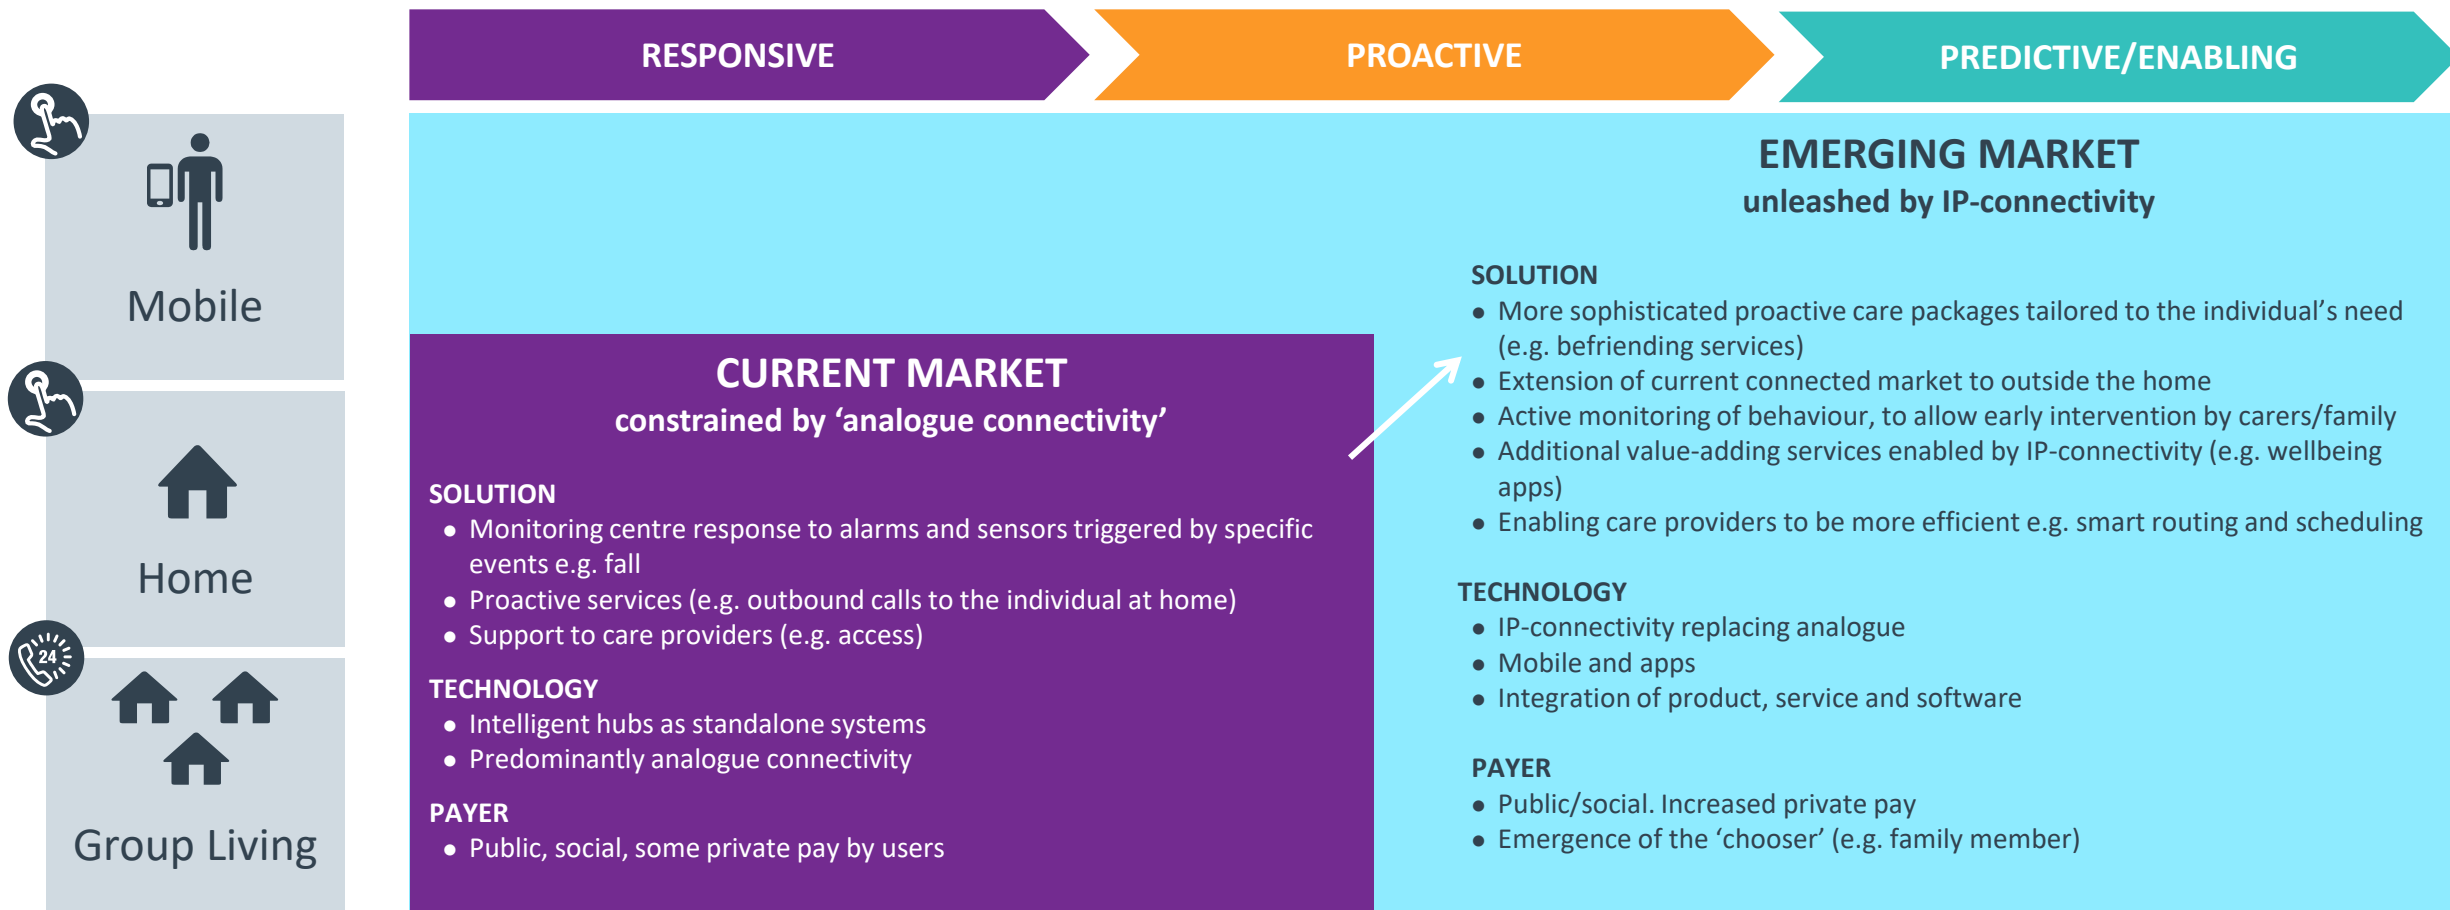 RESPONSIVE
PROACTIVE
PREDICTIVE/ENABLING
Mobile
Home
24
Group Living
CURRENT MARKET
constrained by ‘analogue connectivity’
SOLUTION
● Monitoring centre response to alarms and sensors triggered by specific
events e.g. fall
● Proactive services (e.g. outbound calls to the individual at home)
● Support to care providers (e.g. access)
TECHNOLOGY
● Intelligent hubs as standalone systems
● Predominantly analogue connectivity
PAYER
● Public, social, some private pay by users
EMERGING MARKET
unleashed by IP-connectivity
SOLUTION
● More sophisticated proactive care packages tailored to the individual’s need
(e.g. befriending services)
● Extension of current connected market to outside the home
● Active monitoring of behaviour, to allow early intervention by carers/family
● Additional value-adding services enabled by IP-connectivity (e.g. wellbeing
apps)
● Enabling care providers to be more efficient e.g. smart routing and scheduling
TECHNOLOGY
● IP-connectivity replacing analogue
● Mobile and apps
● Integration of product, service and software
PAYER
● Public/social. Increased private pay
● Emergence of the ‘chooser’ (e.g. family member)